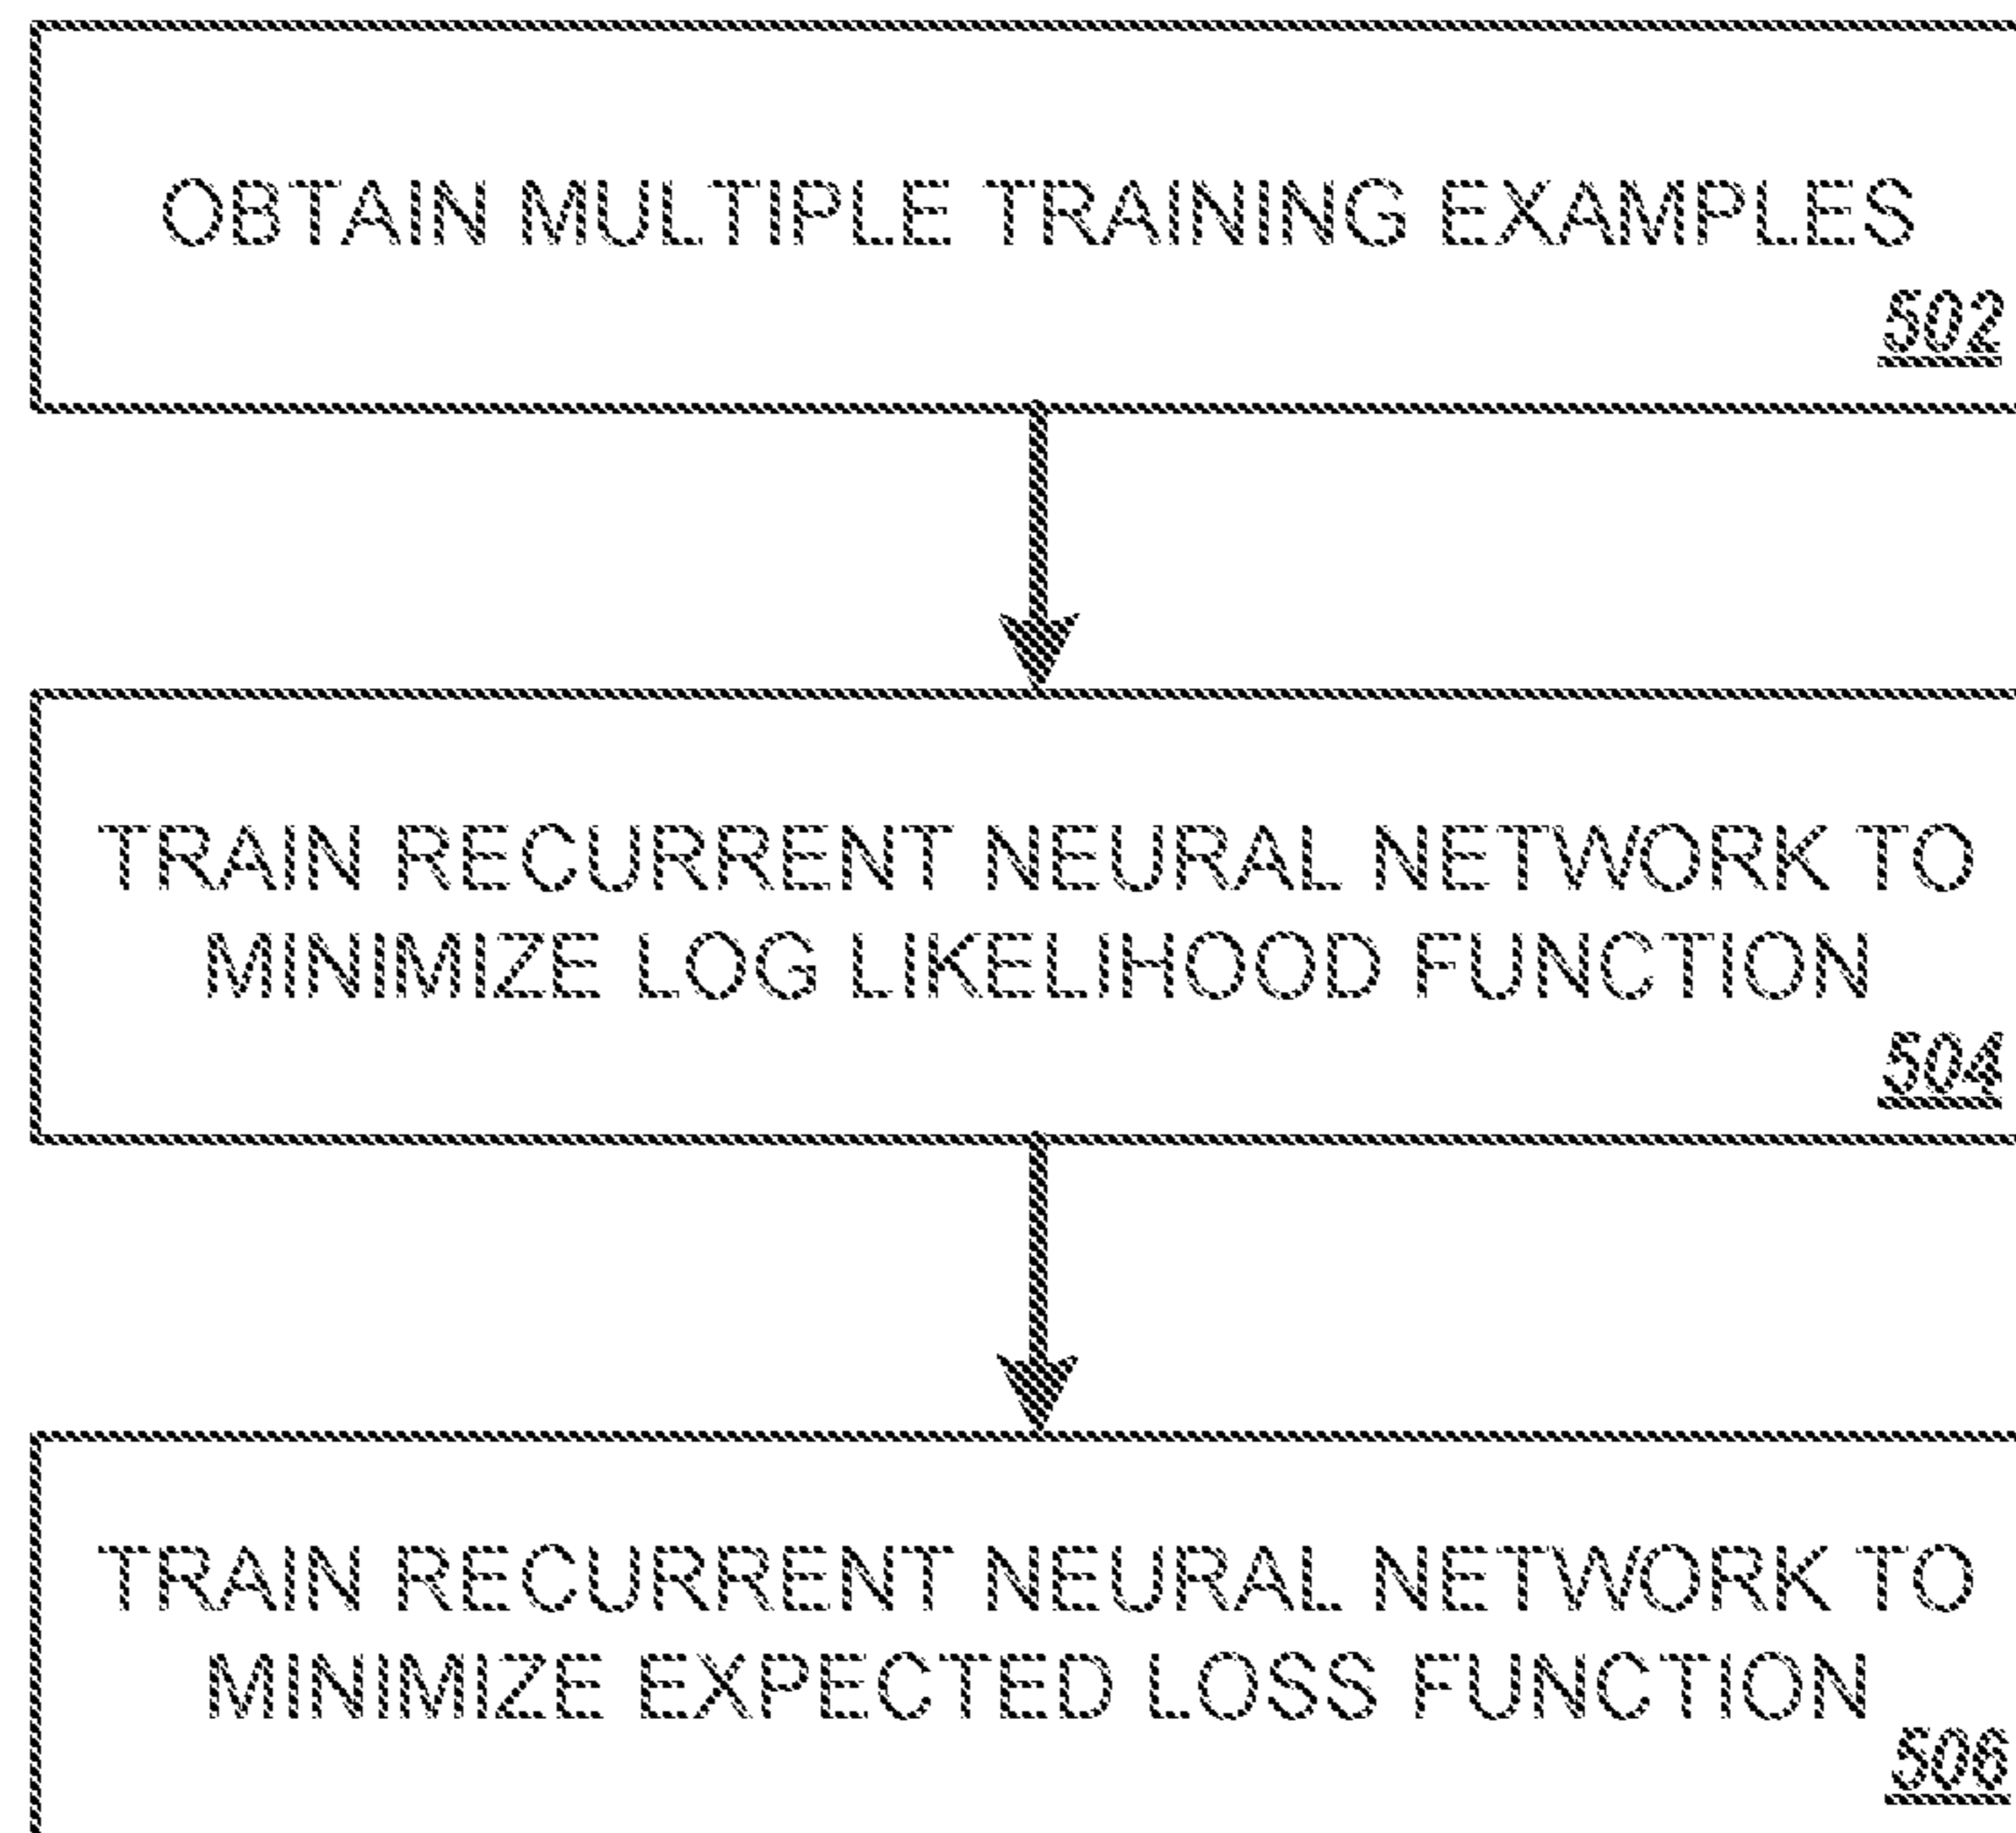 OBTAIN MULTIPLE TRAINING EXAMPLES
502
TRAIN RECURRENT NEURAL NETWORK TO
MINIMIZE LOG LIKELIHOOD FUNCTION
504
TRAIN RECURRENT NEURAL NETWORK TO
MINIMIZE EXPECTED LOSS FUNCTION
506